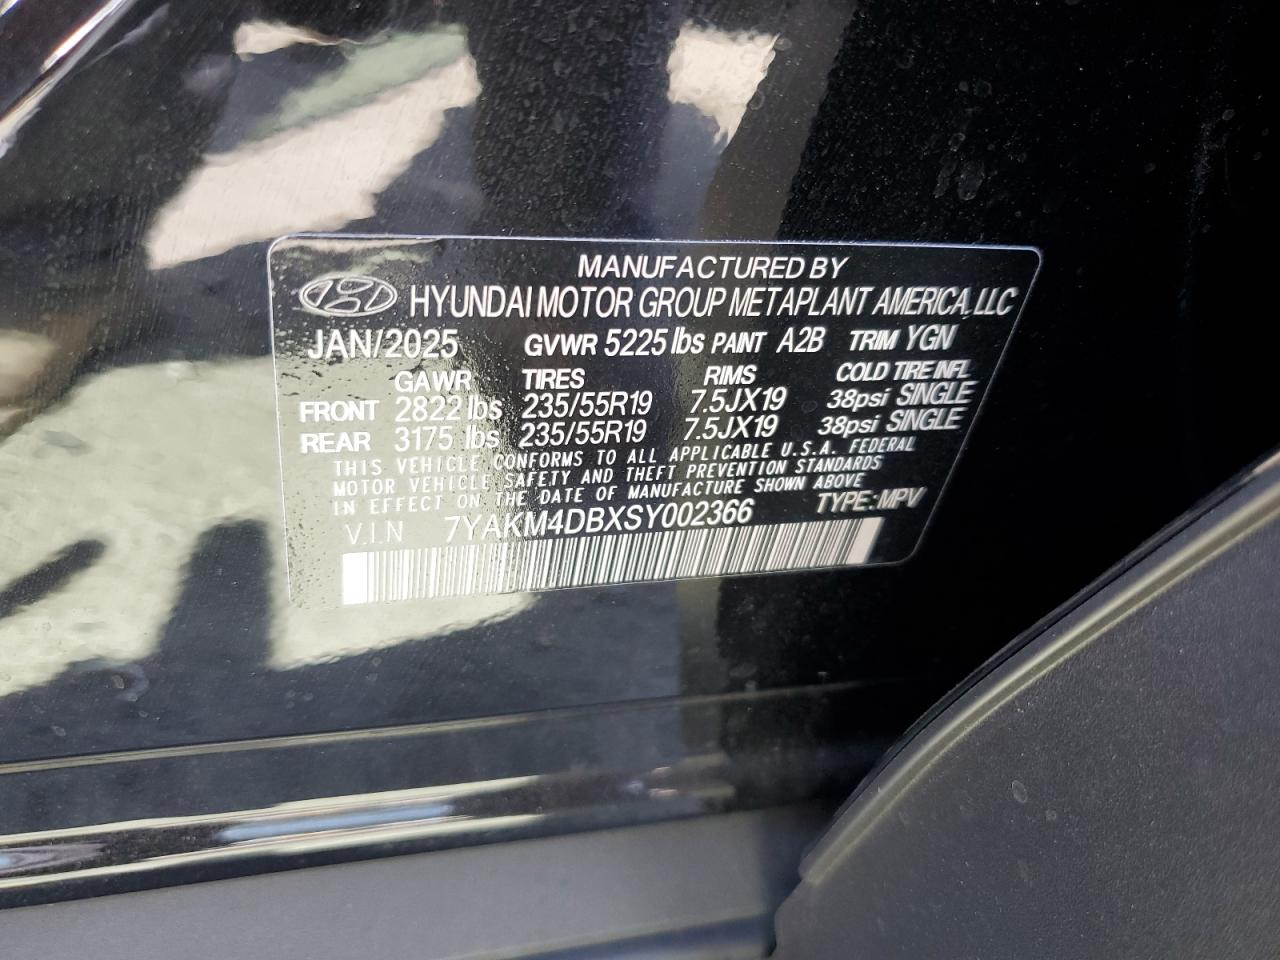 MANUFACTURED BY
HYUNDAI MOTOR GROUP METAPLANT AMERICA, LLC
JAN/2025 GVWR 5225 lbs PAINT A2B TRIM YGN
GAWR TIRES RIMS COLD TIRE INFL
FRONT 2822 lbs 235/55R19 7.5JX19 38psi SINGLE
REAR 3175 lbs 235/55R19 7.5JX19 38psi SINGLE
THIS VEHICLE CONFORMS TO ALL APPLICABLE U.S.A. FEDERAL
MOTOR VEHICLE SAFETY AND THEFT PREVENTION STANDARDS
IN EFFECT ON THE DATE OF MANUFACTURE SHOWN ABOVE
V.I.N 7YAKM4DBXSY002366 TYPE:MPV